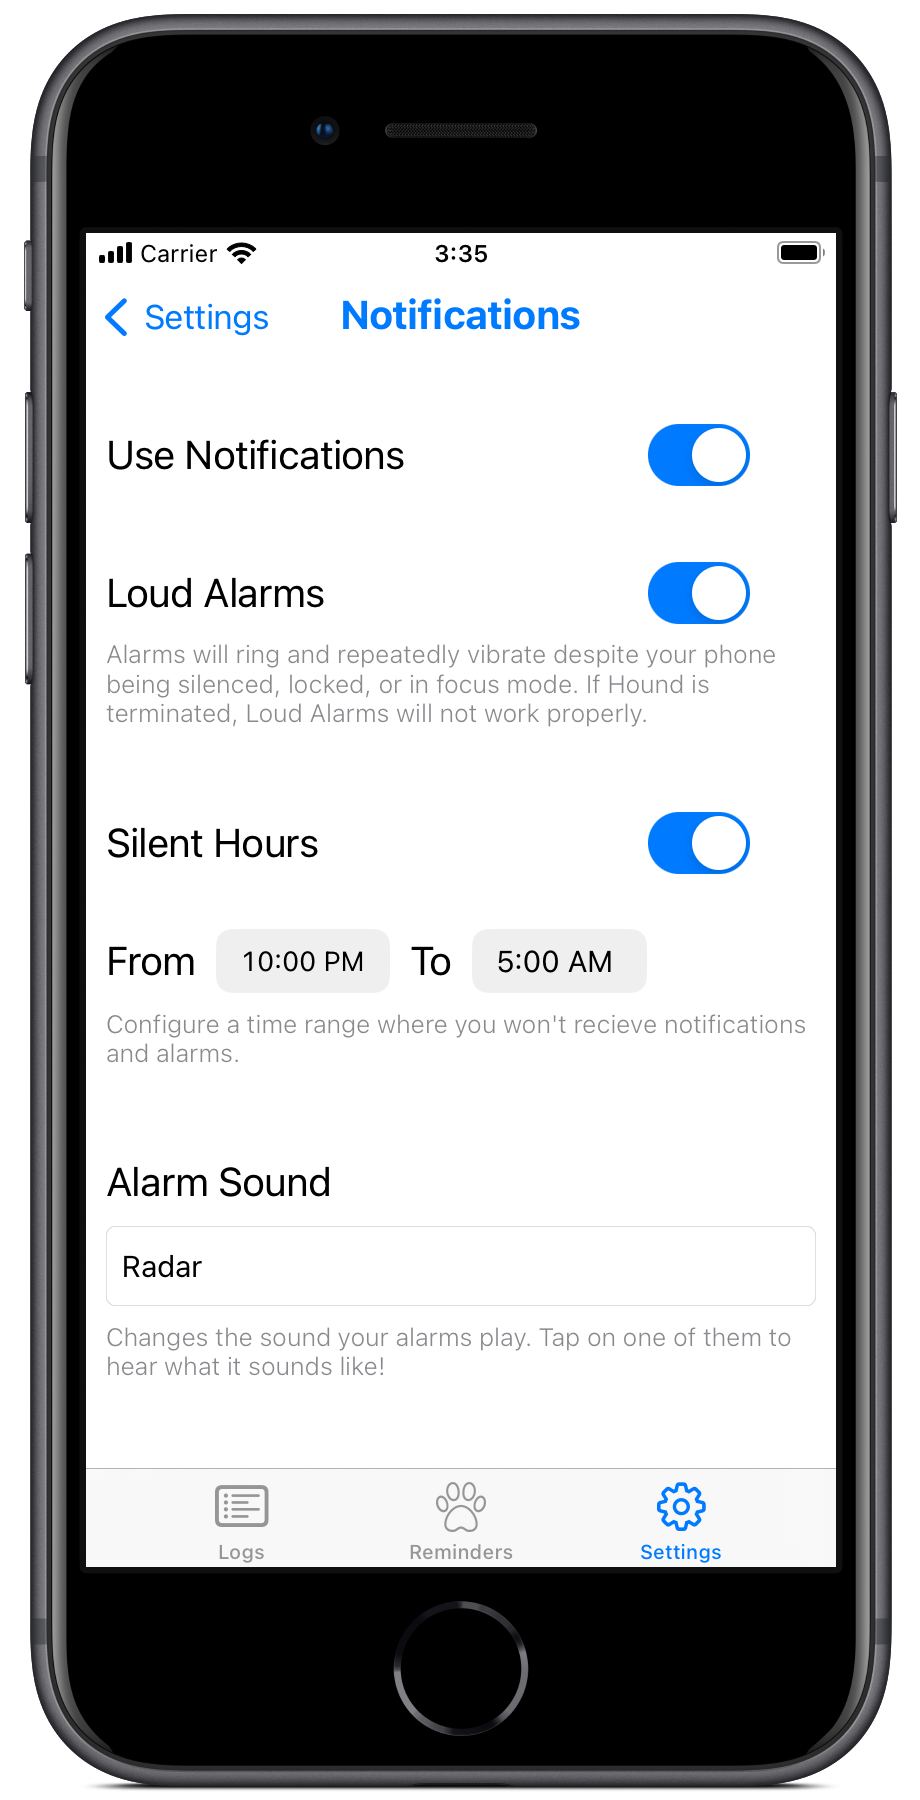 Carrier 3:35
Settings Notifications
Use Notifications
Loud Alarms
Alarms will ring and repeatedly vibrate despite your phone
being silenced, locked, or in focus mode. If Hound is
terminated, Loud Alarms will not work properly.
Silent Hours
From 10:00 PM To 5:00 AM
Configure a time range where you won't recieve notifications
and alarms.
Alarm Sound
Radar
Changes the sound your alarms play. Tap on one of them to
hear what it sounds like!
Logs Reminders Settings